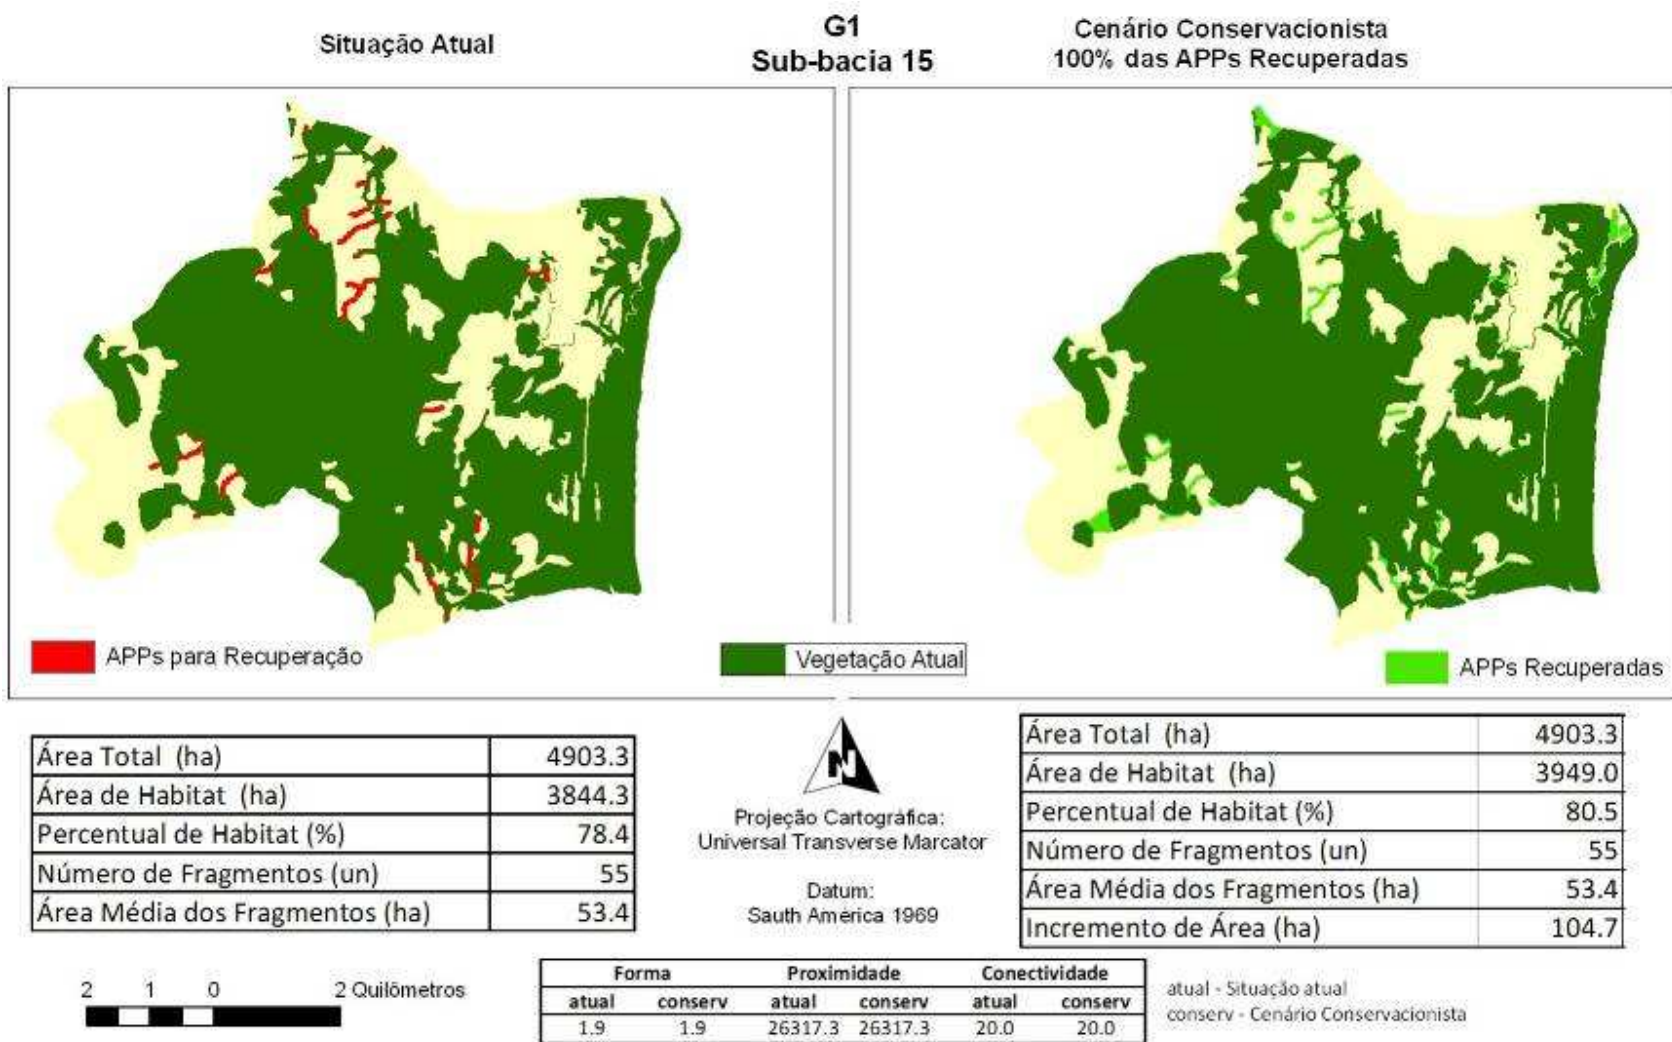 G1
Sub-bacia 15
Situação Atual
Cenário Conservacionista
100% das APPs Recuperadas
APPs para Recuperação
Vegetação Atual
APPs Recuperadas
Área Total (ha) 4903.3
Área de Habitat (ha) 3844.3
Percentual de Habitat (%) 78.4
Número de Fragmentos (un) 55
Área Média dos Fragmentos (ha) 53.4
N
Projeção Cartográfica:
Universal Transverse Marcator
Datum:
Sauth America 1969
Área Total (ha) 4903.3
Área de Habitat (ha) 3949.0
Percentual de Habitat (%) 80.5
Número de Fragmentos (un) 55
Área Média dos Fragmentos (ha) 53.4
Incremento de Área (ha) 104.7
2 1 0 2 Quilômetros
Forma Proximidade Conectividade
atual conserv atual conserv atual conserv
1.9 1.9 26317.3 26317.3 20.0 20.0
atual - Situação atual
conserv - Cenário Conservacionista